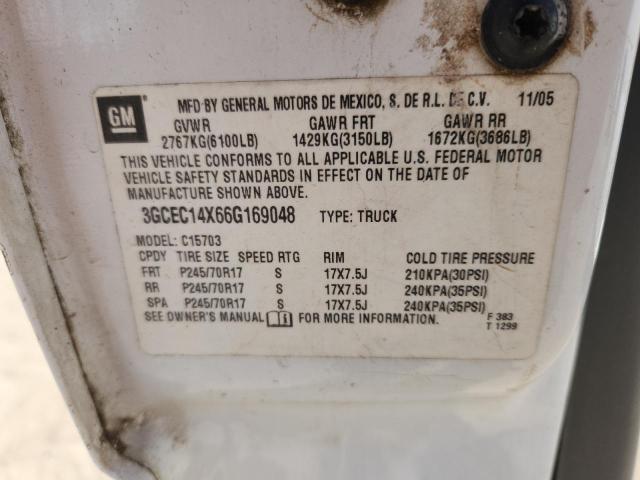 GM
MFD BY GENERAL MOTORS DE MEXICO, S. DE R.L. DE C.V. 11/05
GVWR GAWR FRT GAWR RR
2767KG(6100LB) 1429KG(3150LB) 1672KG(3686LB)
THIS VEHICLE CONFORMS TO ALL APPLICABLE U.S. FEDERAL MOTOR
VEHICLE SAFETY STANDARDS IN EFFECT ON THE DATE OF
MANUFACTURE SHOWN ABOVE.
3GCEC14X66G169048 TYPE: TRUCK
MODEL: C15703
CPDY TIRE SIZE SPEED RTG RIM COLD TIRE PRESSURE
FRT P245/70R17 S 17X7.5J 210KPA(30PSI)
RR P245/70R17 S 17X7.5J 240KPA(35PSI)
SPA P245/70R17 S 17X7.5J 240KPA(35PSI)
SEE OWNER'S MANUAL FOR MORE INFORMATION.
F 383
T 1299